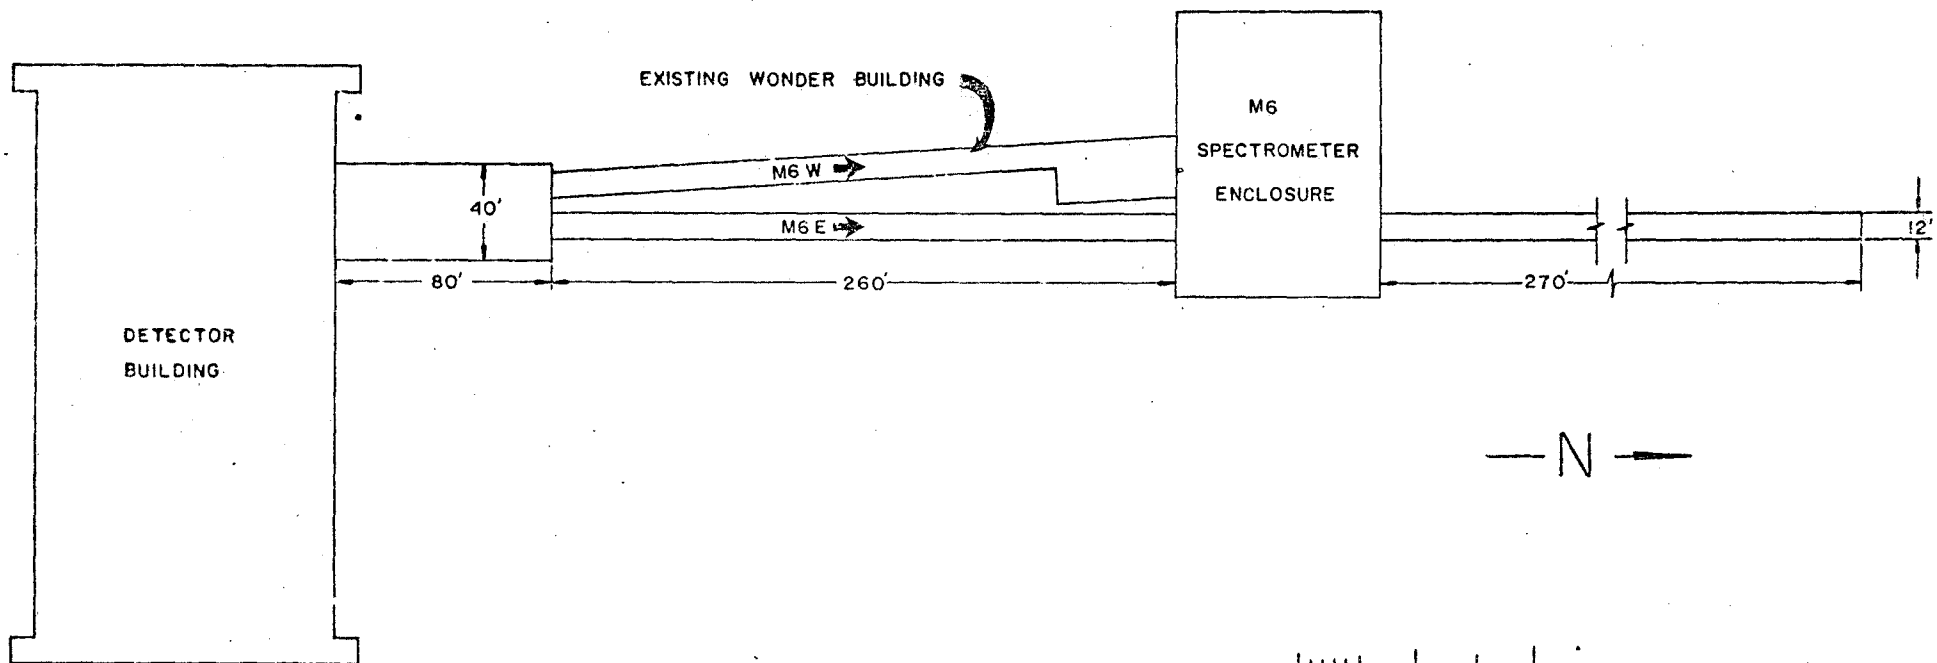 EXISTING WONDER BUILDING
M6
SPECTROMETER
ENCLOSURE
M6 W
40'
M6 E
12'
80'
260'
270'
DETECTOR
BUILDING
N